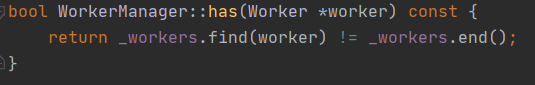 bool WorkerManager::has(Worker *worker) const {
    return _workers.find(worker) != _workers.end();
}